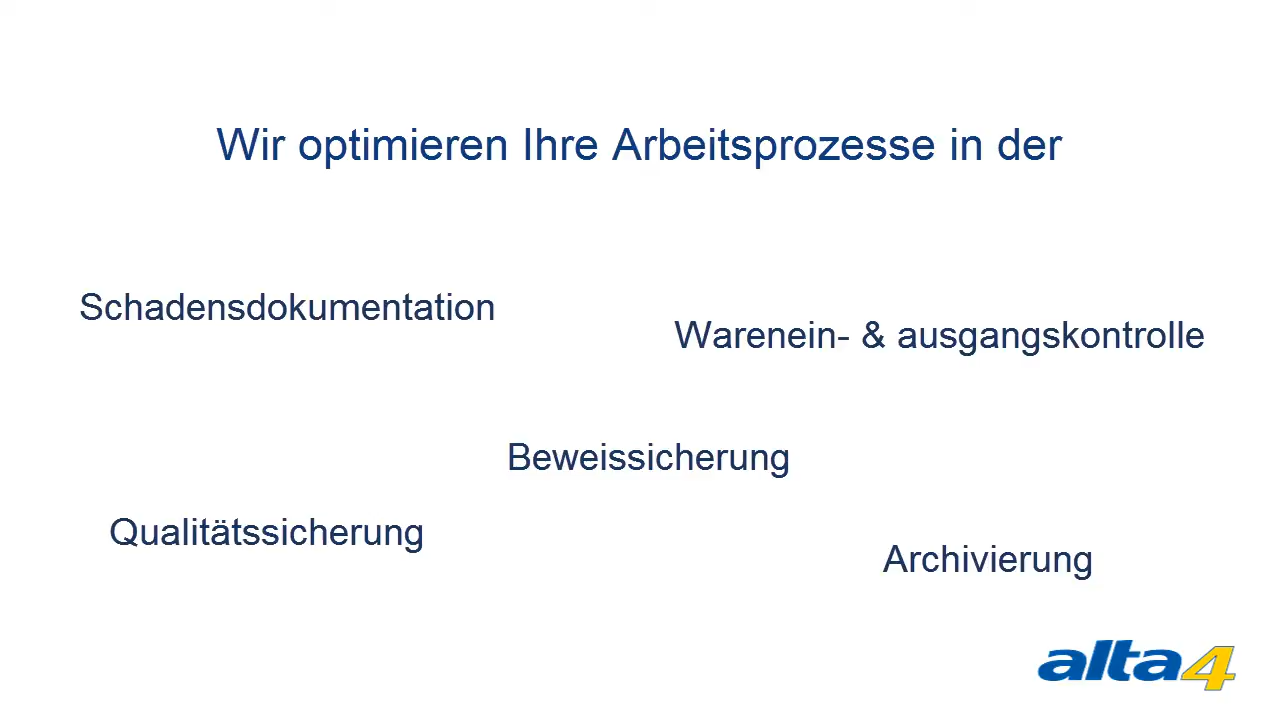 Wir optimieren Ihre Arbeitsprozesse in der
Schadensdokumentation
Warenein- & ausgangskontrolle
Beweissicherung
Qualitätssicherung
Archivierung
alta4